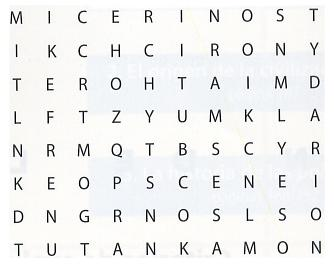 M I C E R I N O S T
I K C H C I R O N Y
T E R O H T A I M D
L F T Z Y U M K L A
N R M Q T B S C Y R
K E O P S C E N E I
D N G R N O S L S O
T U T A N K A M O N